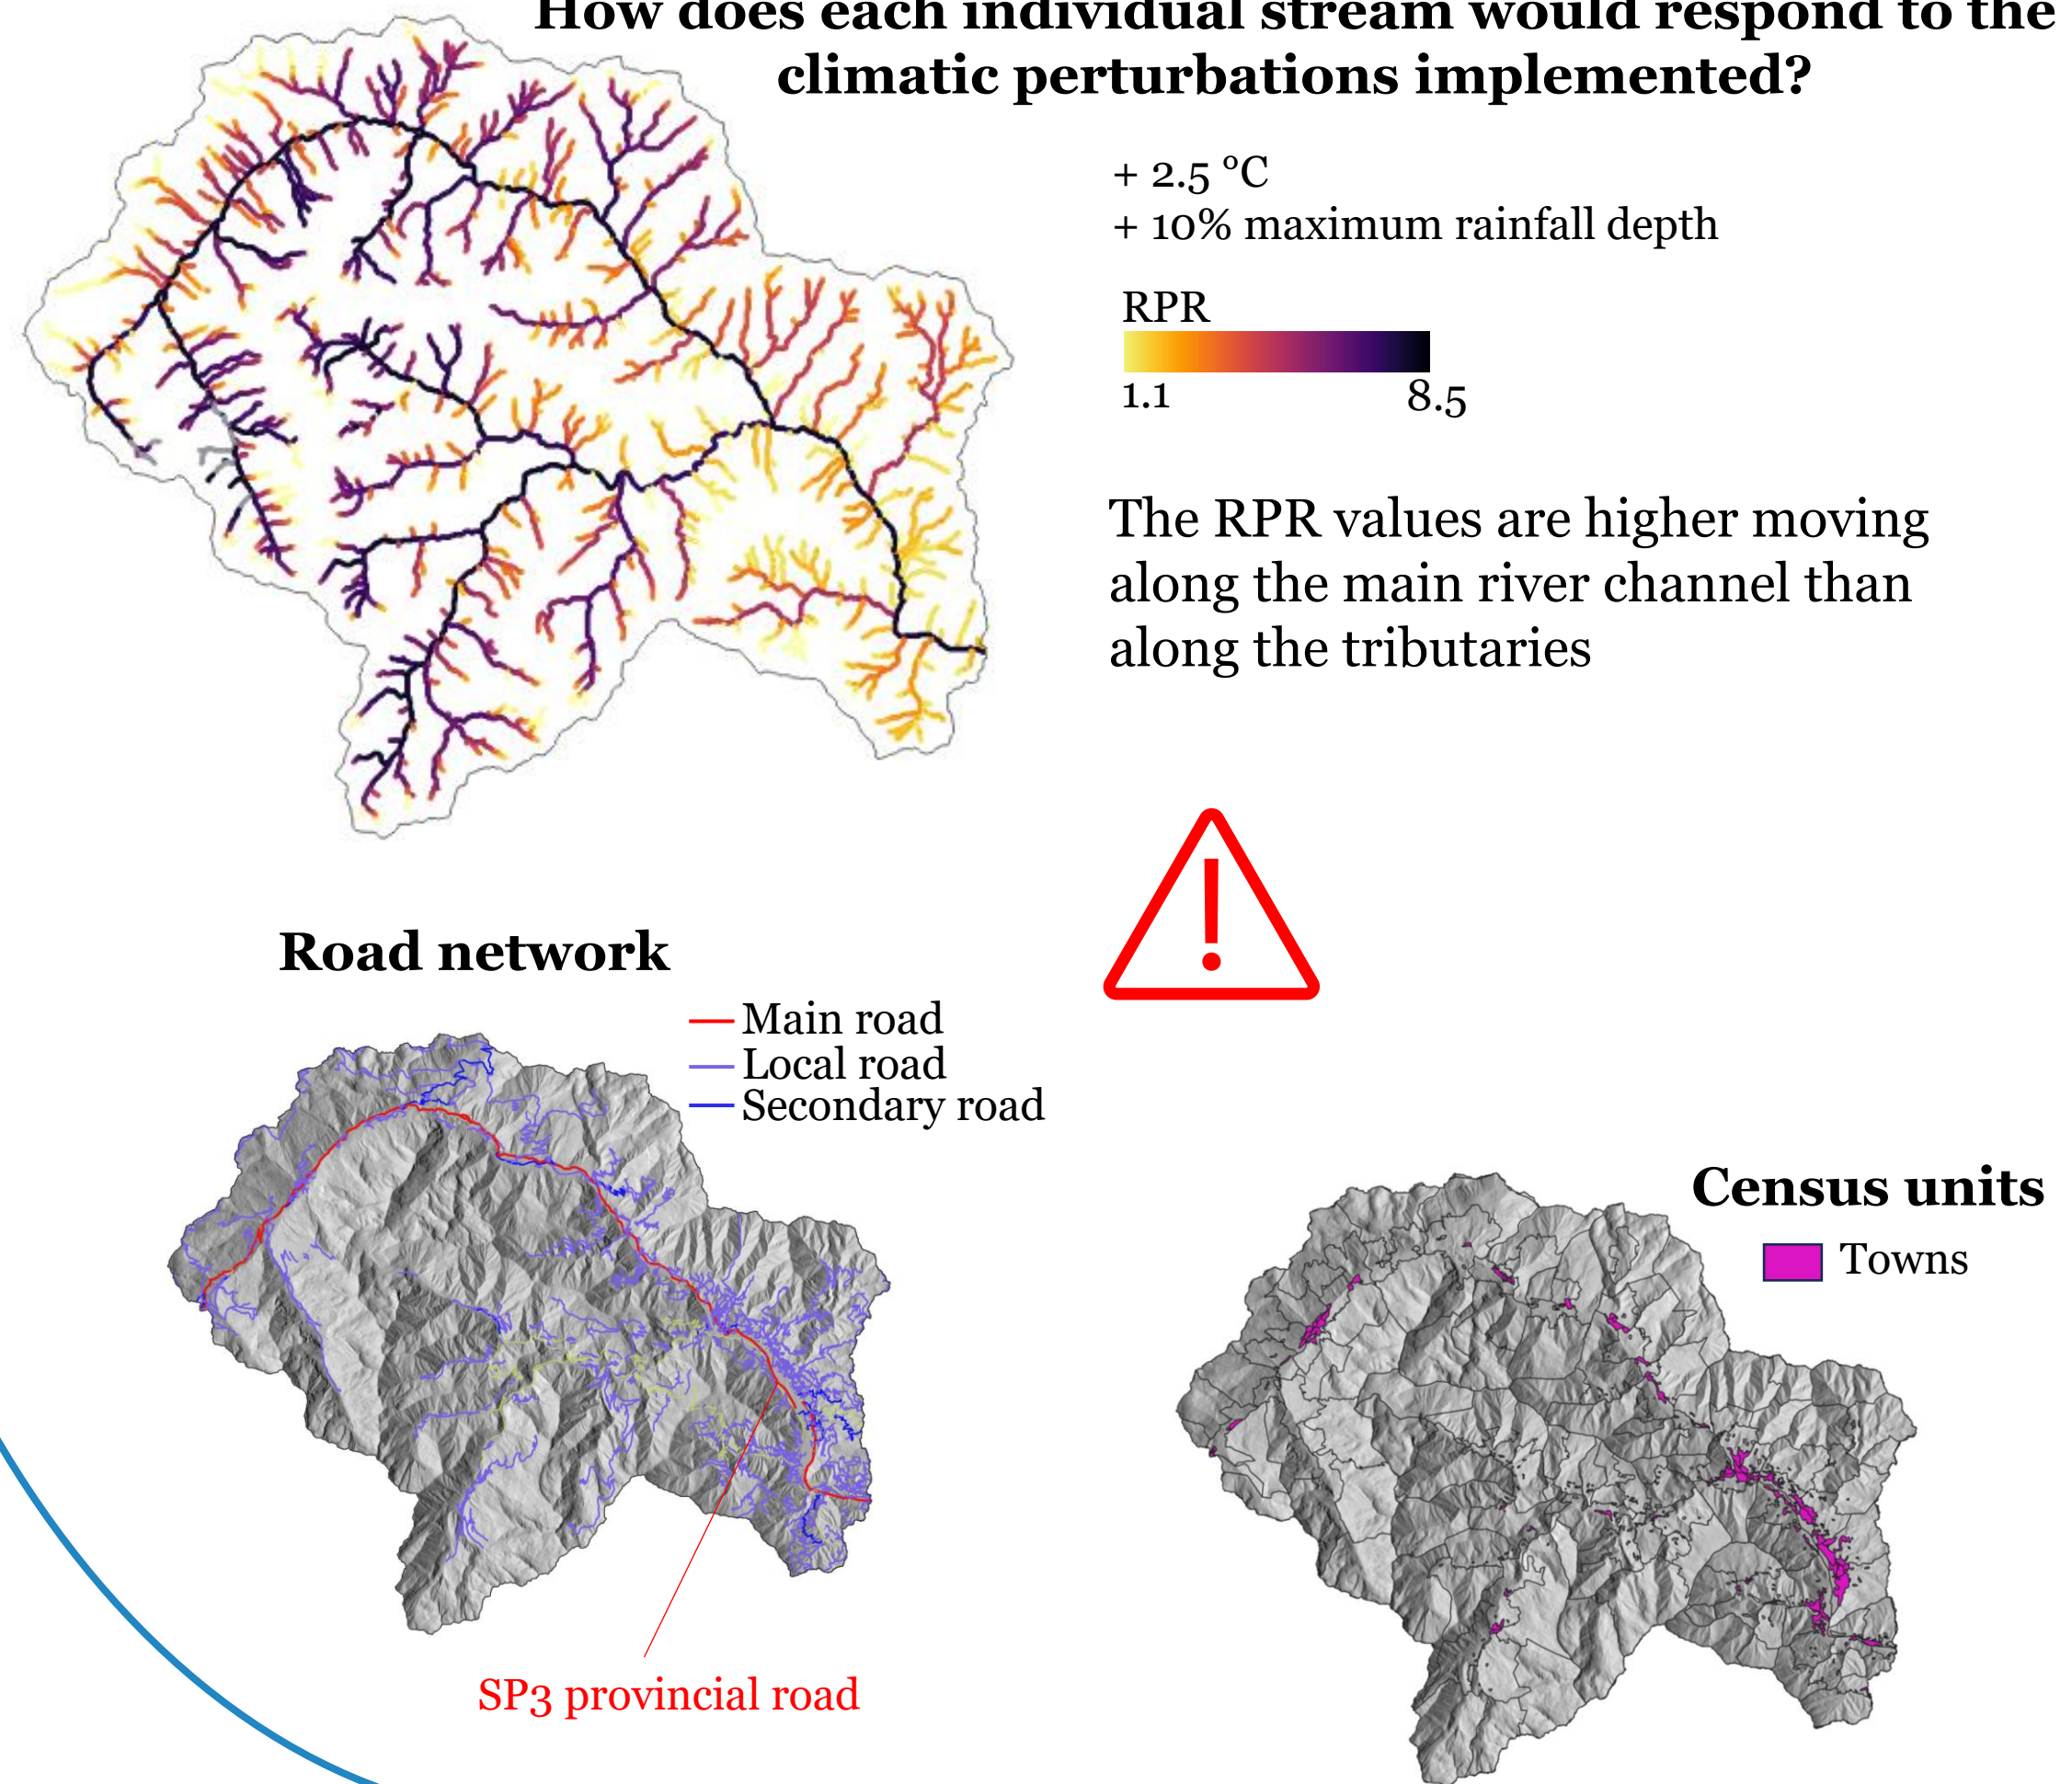 How does each individual stream would respond to the
climatic perturbations implemented?
+ 2.5 °C
+ 10% maximum rainfall depth
RPR
1.1 8.5
The RPR values are higher moving
along the main river channel than
along the tributaries
Road network
Main road
Local road
Secondary road
SP3 provincial road
Census units
Towns